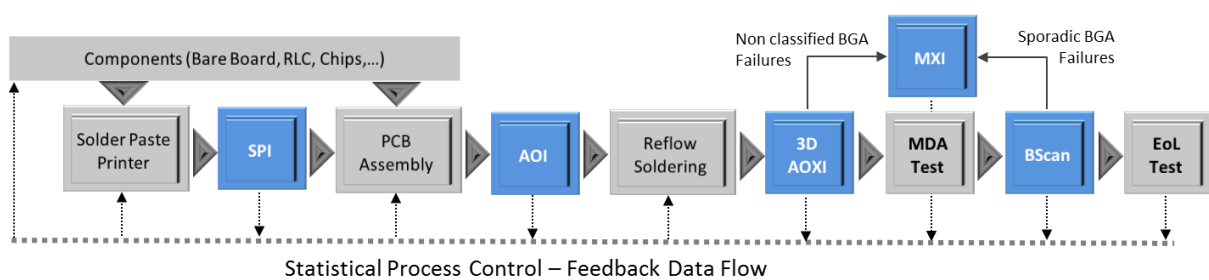 Components (Bare Board, RLC, Chips,...)
Non classified BGA
Failures
MXI
Sporadic BGA
Failures
Solder Paste
Printer
SPI
PCB
Assembly
AOI
Reflow
Soldering
3D
AOXI
MDA
Test
BScan
EoL
Test
Statistical Process Control – Feedback Data Flow